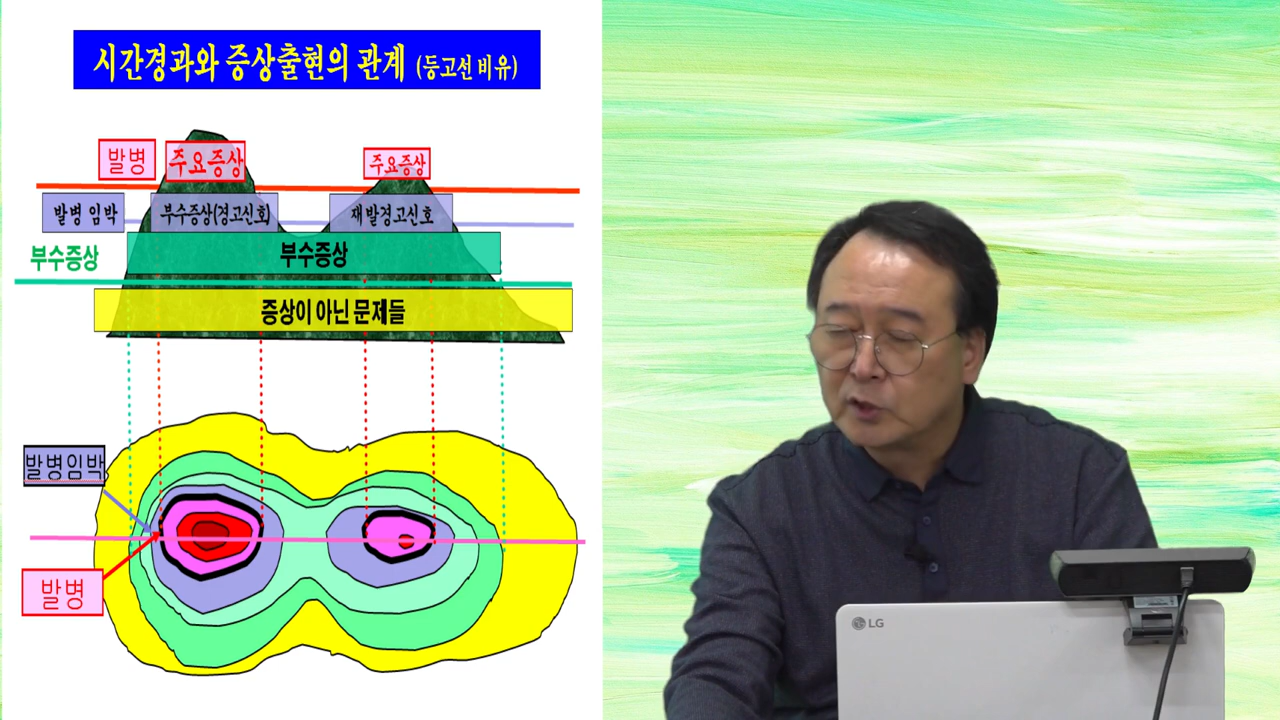 시간경과와 증상출현의 관계 (등고선 비유)
발병
주요증상
주요증상
발병 임박
부수증상(경고신호)
재발경고신호
부수증상
부수증상
증상이 아닌 문제들
발병임박
발병
LG